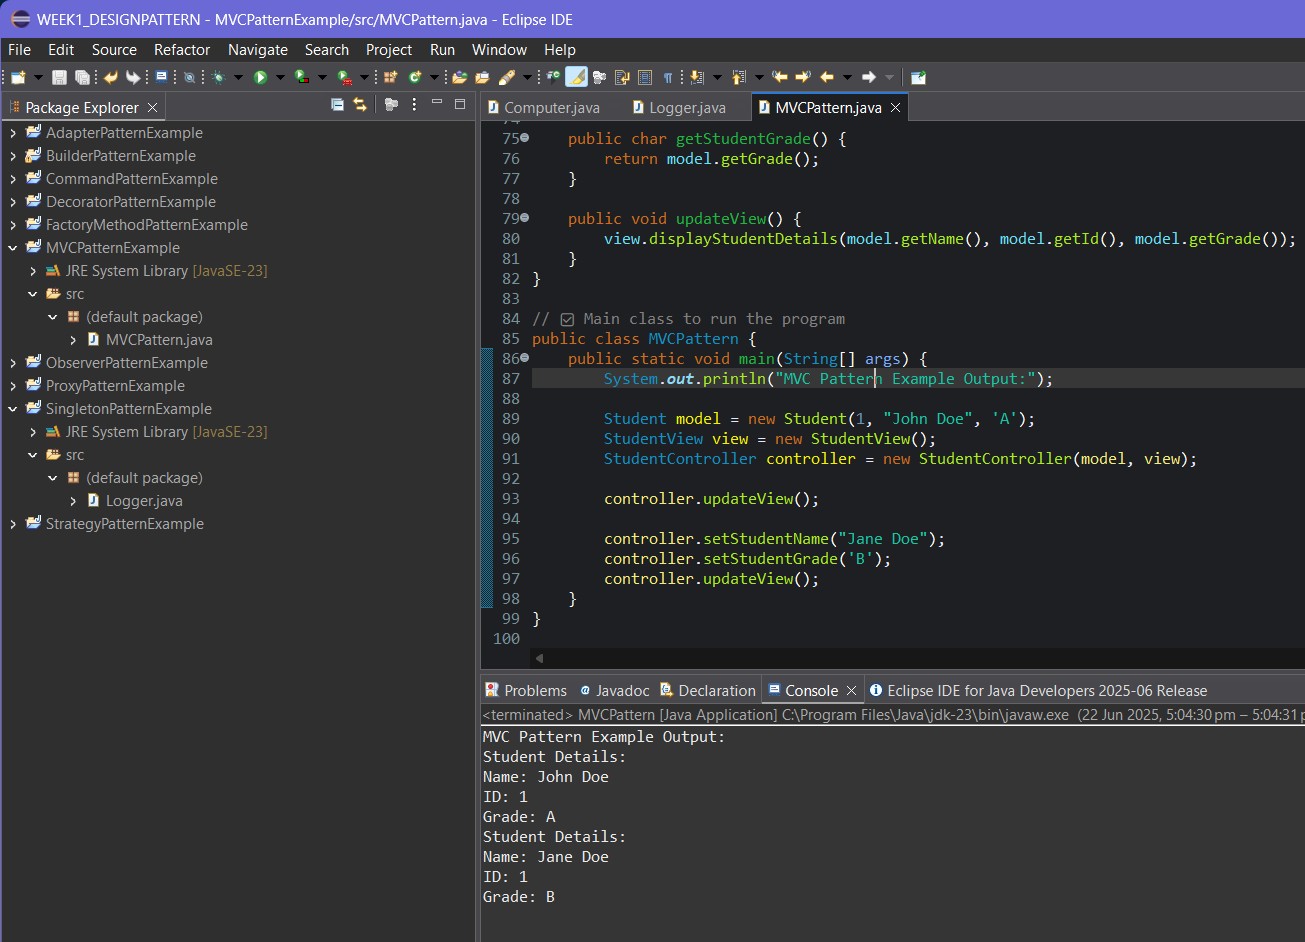 WEEK1_DESIGNPATTERN - MVCPatternExample/src/MVCPattern.java - Eclipse IDE
File Edit Source Refactor Navigate Search Project Run Window Help
Package Explorer
AdapterPatternExample
BuilderPatternExample
CommandPatternExample
DecoratorPatternExample
FactoryMethodPatternExample
MVCPatternExample
JRE System Library [JavaSE-23]
src
(default package)
MVCPattern.java
ObserverPatternExample
ProxyPatternExample
SingletonPatternExample
JRE System Library [JavaSE-23]
src
(default package)
Logger.java
StrategyPatternExample
Computer.java Logger.java MVCPattern.java
74
75 public char getStudentGrade() {
76 return model.getGrade();
77 }
78
79 public void updateView() {
80 view.displayStudentDetails(model.getName(), model.getId(), model.getGrade());
81 }
82 }
83
84 // ☑ Main class to run the program
85 public class MVCPattern {
86 public static void main(String[] args) {
87 System.out.println("MVC Pattern Example Output:");
88
89 Student model = new Student(1, "John Doe", 'A');
90 StudentView view = new StudentView();
91 StudentController controller = new StudentController(model, view);
92
93 controller.updateView();
94
95 controller.setStudentName("Jane Doe");
96 controller.setStudentGrade('B');
97 controller.updateView();
98 }
99 }
100
Problems @ Javadoc Declaration Console Eclipse IDE for Java Developers 2025-06 Release
<terminated> MVCPattern [Java Application] C:\Program Files\Java\jdk-23\bin\javaw.exe (22 Jun 2025, 5:04:30 pm – 5:04:31 p
MVC Pattern Example Output:
Student Details:
Name: John Doe
ID: 1
Grade: A
Student Details:
Name: Jane Doe
ID: 1
Grade: B